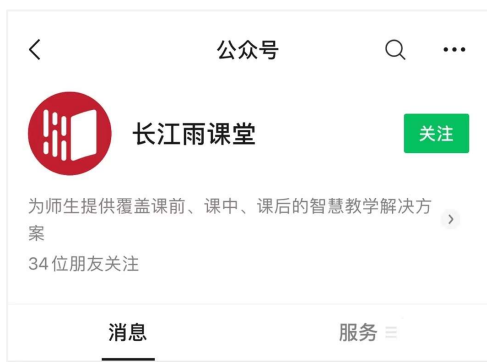 公众号
长江雨课堂
关注
为师生提供覆盖课前、课中、课后的智慧教学解决方
案
34位朋友关注
消息 服务